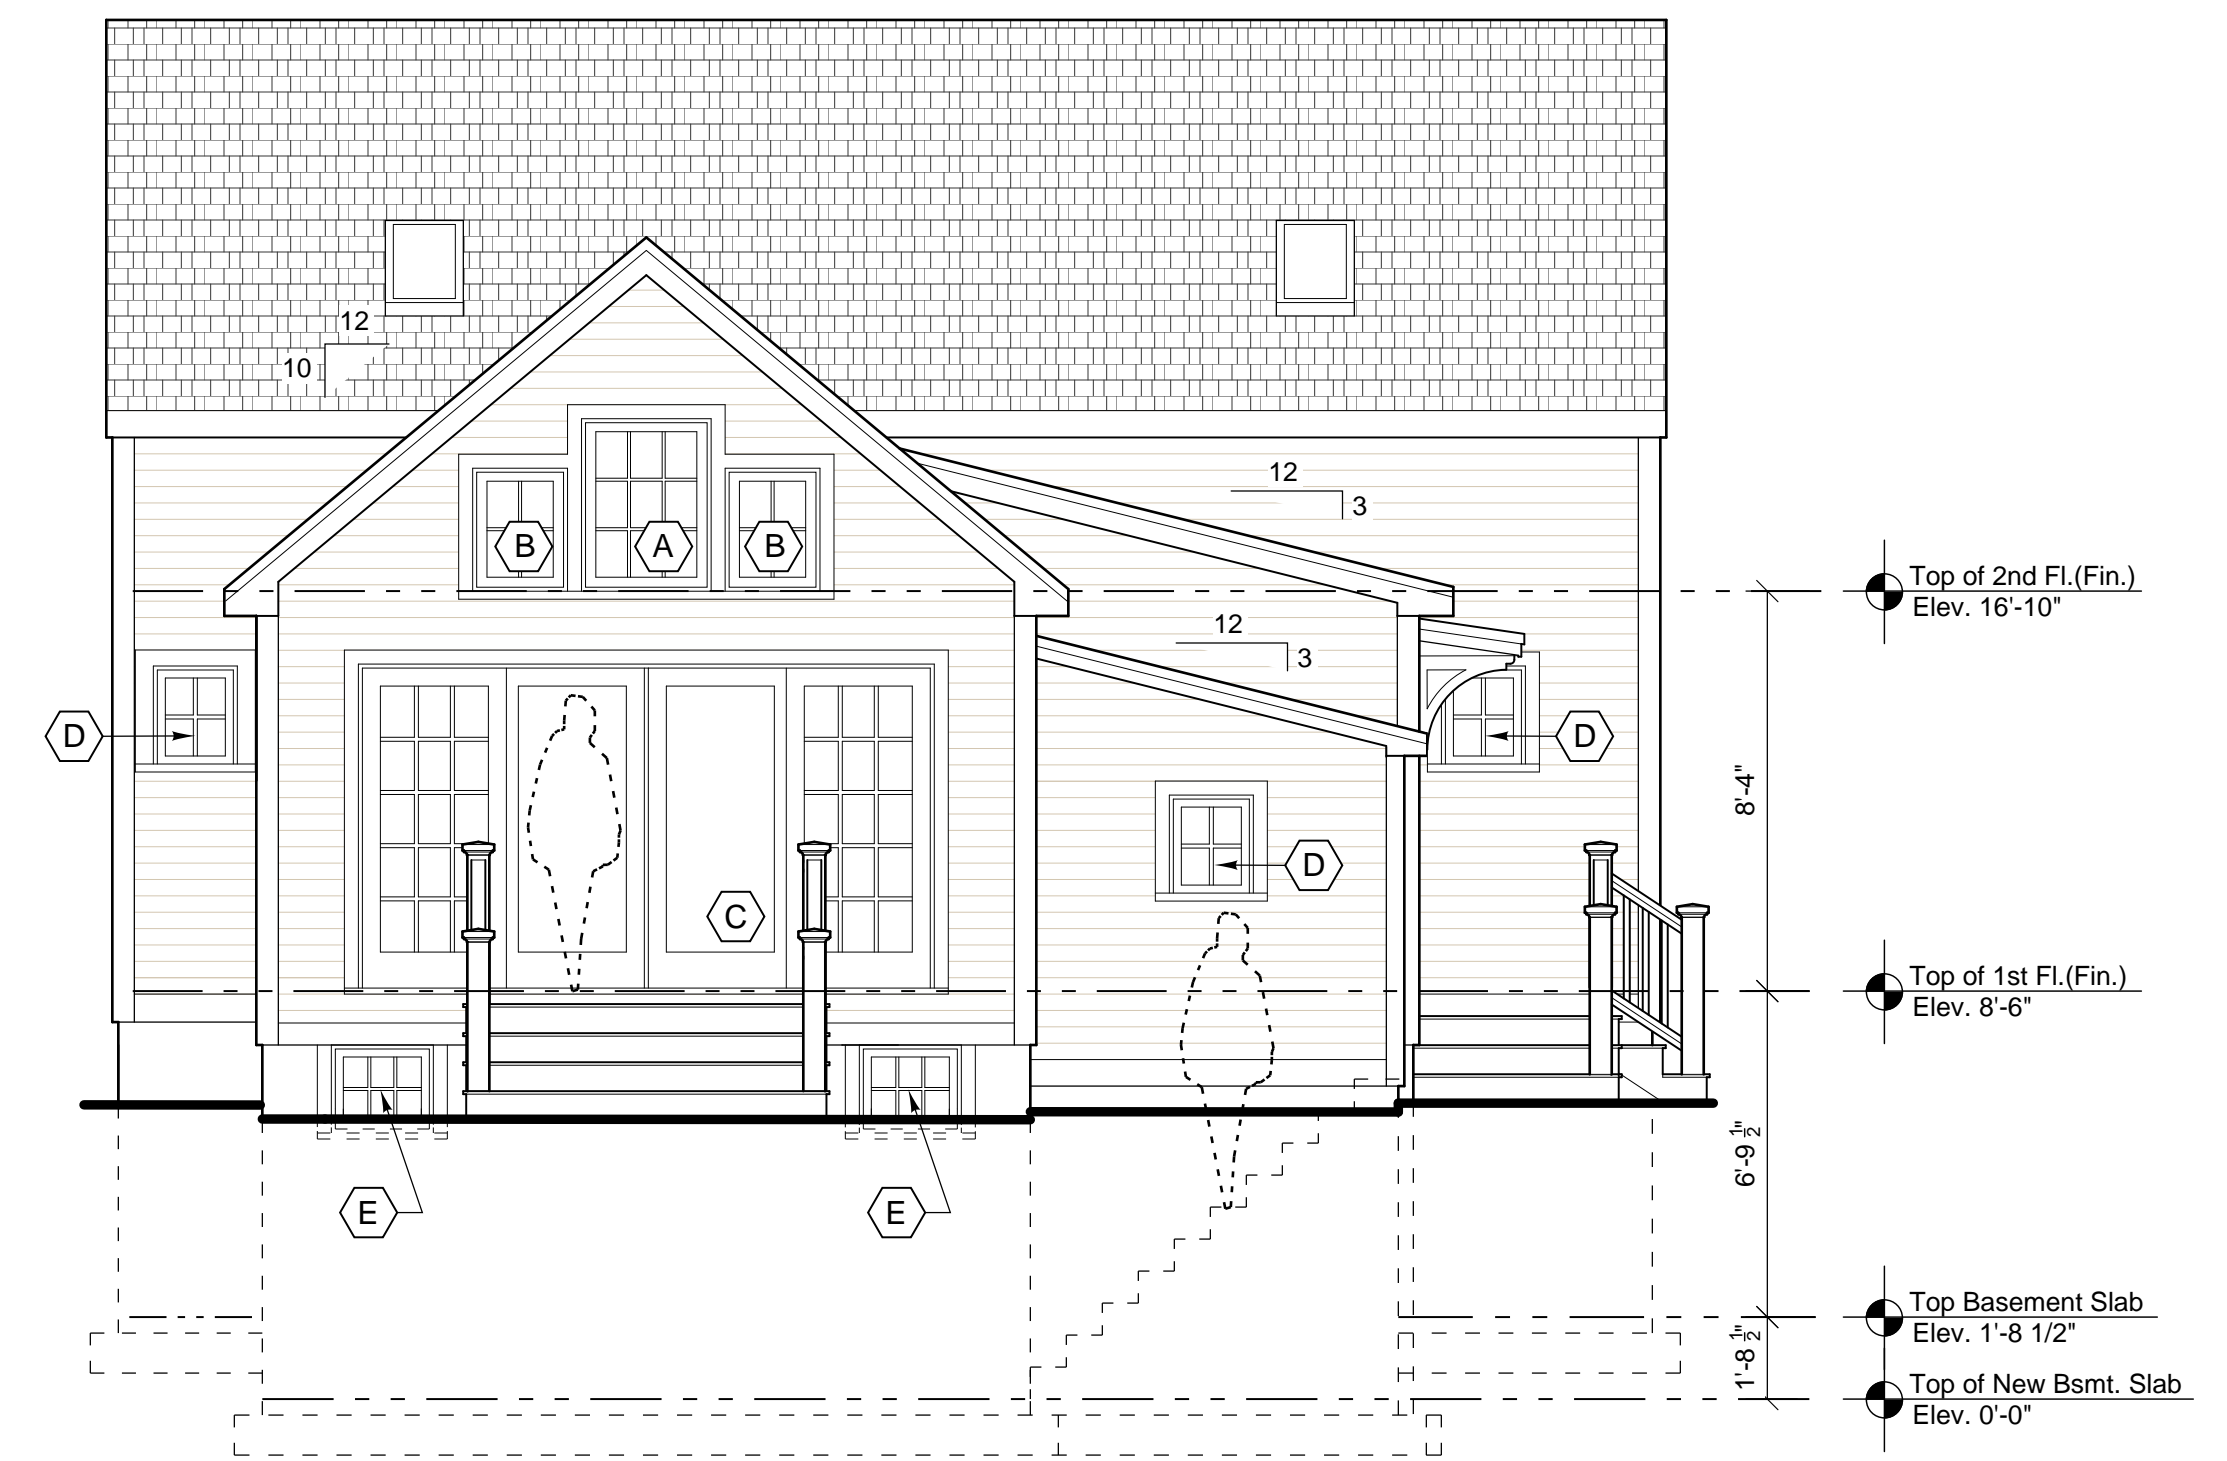 12
10
12
3
B
A
B
Top of 2nd Fl.(Fin.)
Elev. 16'-10"
12
3
D
D
8'-4"
D
C
Top of 1st Fl.(Fin.)
Elev. 8'-6"
6'-9 1/2"
E
E
Top Basement Slab
Elev. 1'-8 1/2"
1'-8 1/2"
Top of New Bsmt. Slab
Elev. 0'-0"